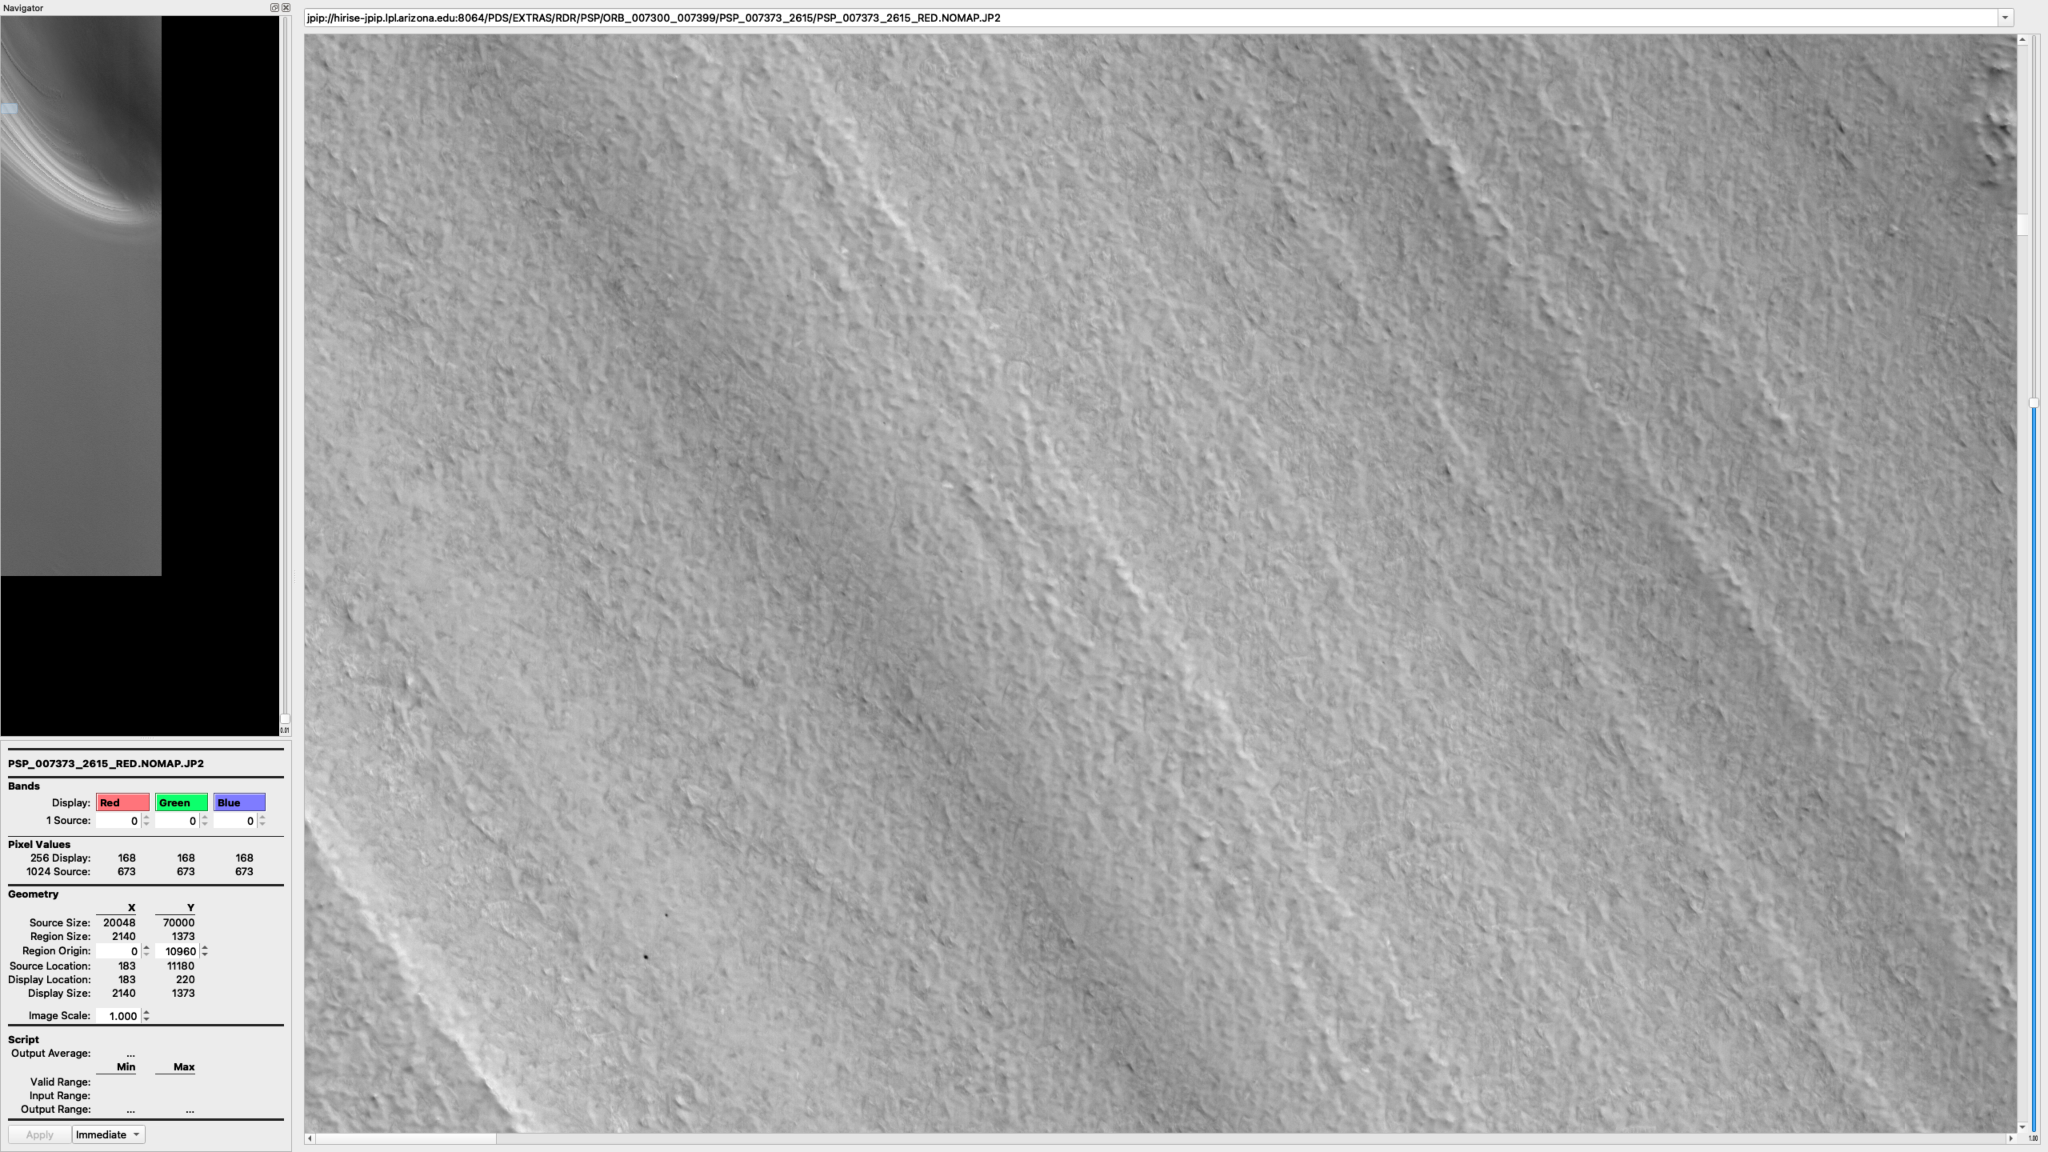 Navigator
jpip://hirise-jpip.lpl.arizona.edu:8064/PDS/EXTRAS/RDR/PSP/ORB_007300_007399/PSP_007373_2615/PSP_007373_2615_RED.NOMAP.JP2
0.01
PSP_007373_2615_RED.NOMAP.JP2
Bands
Display: Red Green Blue
1 Source: 0 0 0
Pixel Values
256 Display: 168 168 168
1024 Source: 673 673 673
Geometry
X Y
Source Size: 20048 70000
Region Size: 2140 1373
Region Origin: 0 10960
Source Location: 183 11180
Display Location: 183 220
Display Size: 2140 1373
Image Scale: 1.000
Script
Output Average: ...
Min Max
Valid Range:
Input Range:
Output Range: ... ...
Apply Immediate
1.00